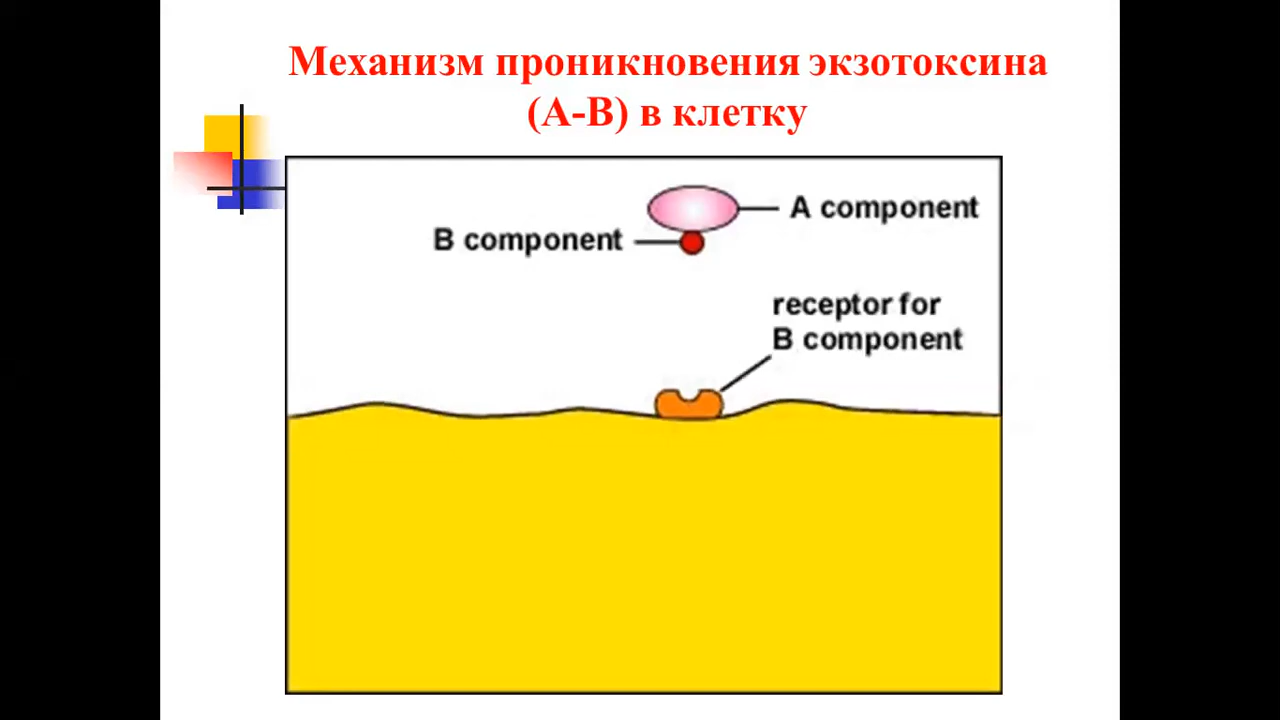 Механизм проникновения экзотоксина
(А-В) в клетку
A component
B component
receptor for
B component